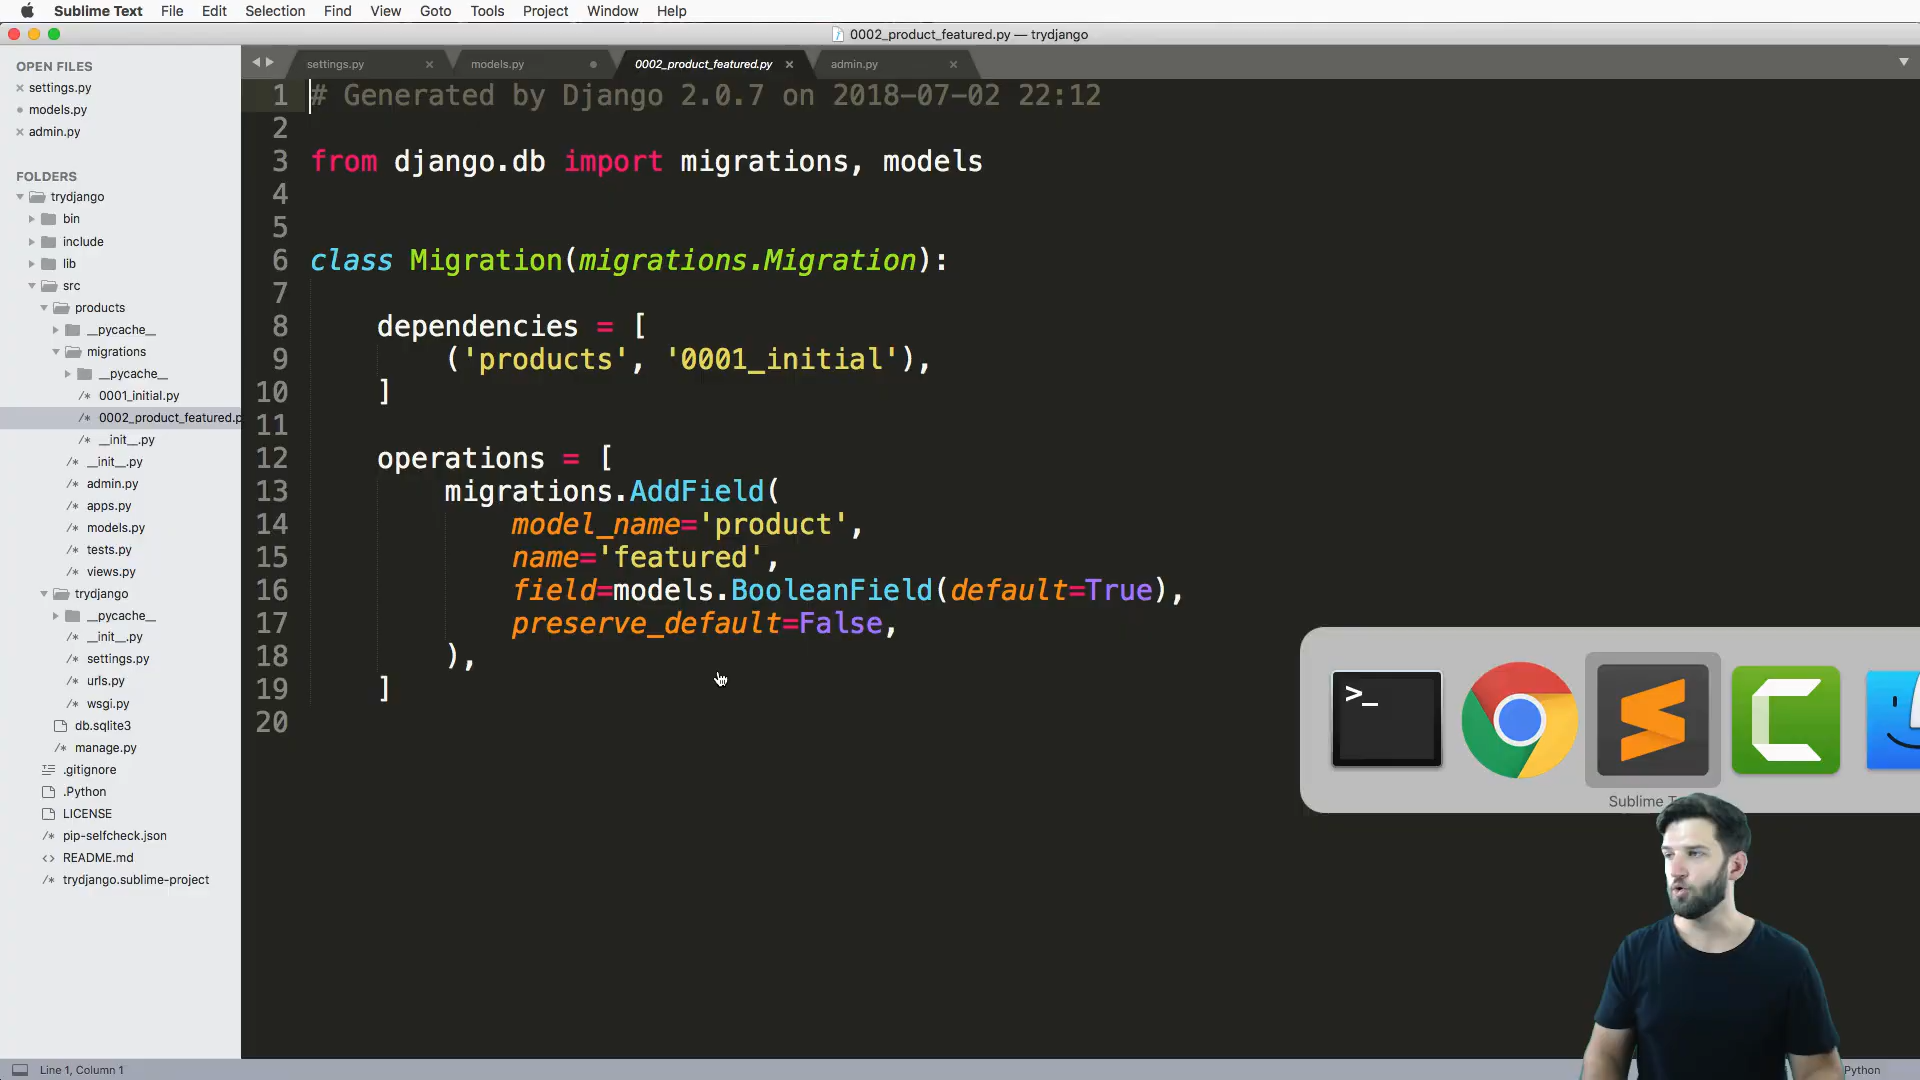 Sublime Text File Edit Selection Find View Goto Tools Project Window Help
0002_product_featured.py — trydjango
OPEN FILES
settings.py
models.py
admin.py
FOLDERS
trydjango
bin
include
lib
src
products
__pycache__
migrations
__pycache__
0001_initial.py
0002_product_featured.p
__init__.py
__init__.py
admin.py
apps.py
models.py
tests.py
views.py
trydjango
__pycache__
__init__.py
settings.py
urls.py
wsgi.py
db.sqlite3
manage.py
.gitignore
.Python
LICENSE
pip-selfcheck.json
README.md
trydjango.sublime-project
settings.py models.py 0002_product_featured.py admin.py
1 # Generated by Django 2.0.7 on 2018-07-02 22:12
2
3 from django.db import migrations, models
4
5
6 class Migration(migrations.Migration):
7
8 dependencies = [
9 ('products', '0001_initial'),
10 ]
11
12 operations = [
13 migrations.AddField(
14 model_name='product',
15 name='featured',
16 field=models.BooleanField(default=True),
17 preserve_default=False,
18 ),
19 ]
20
>_
Sublime
Line 1, Column 1
Python